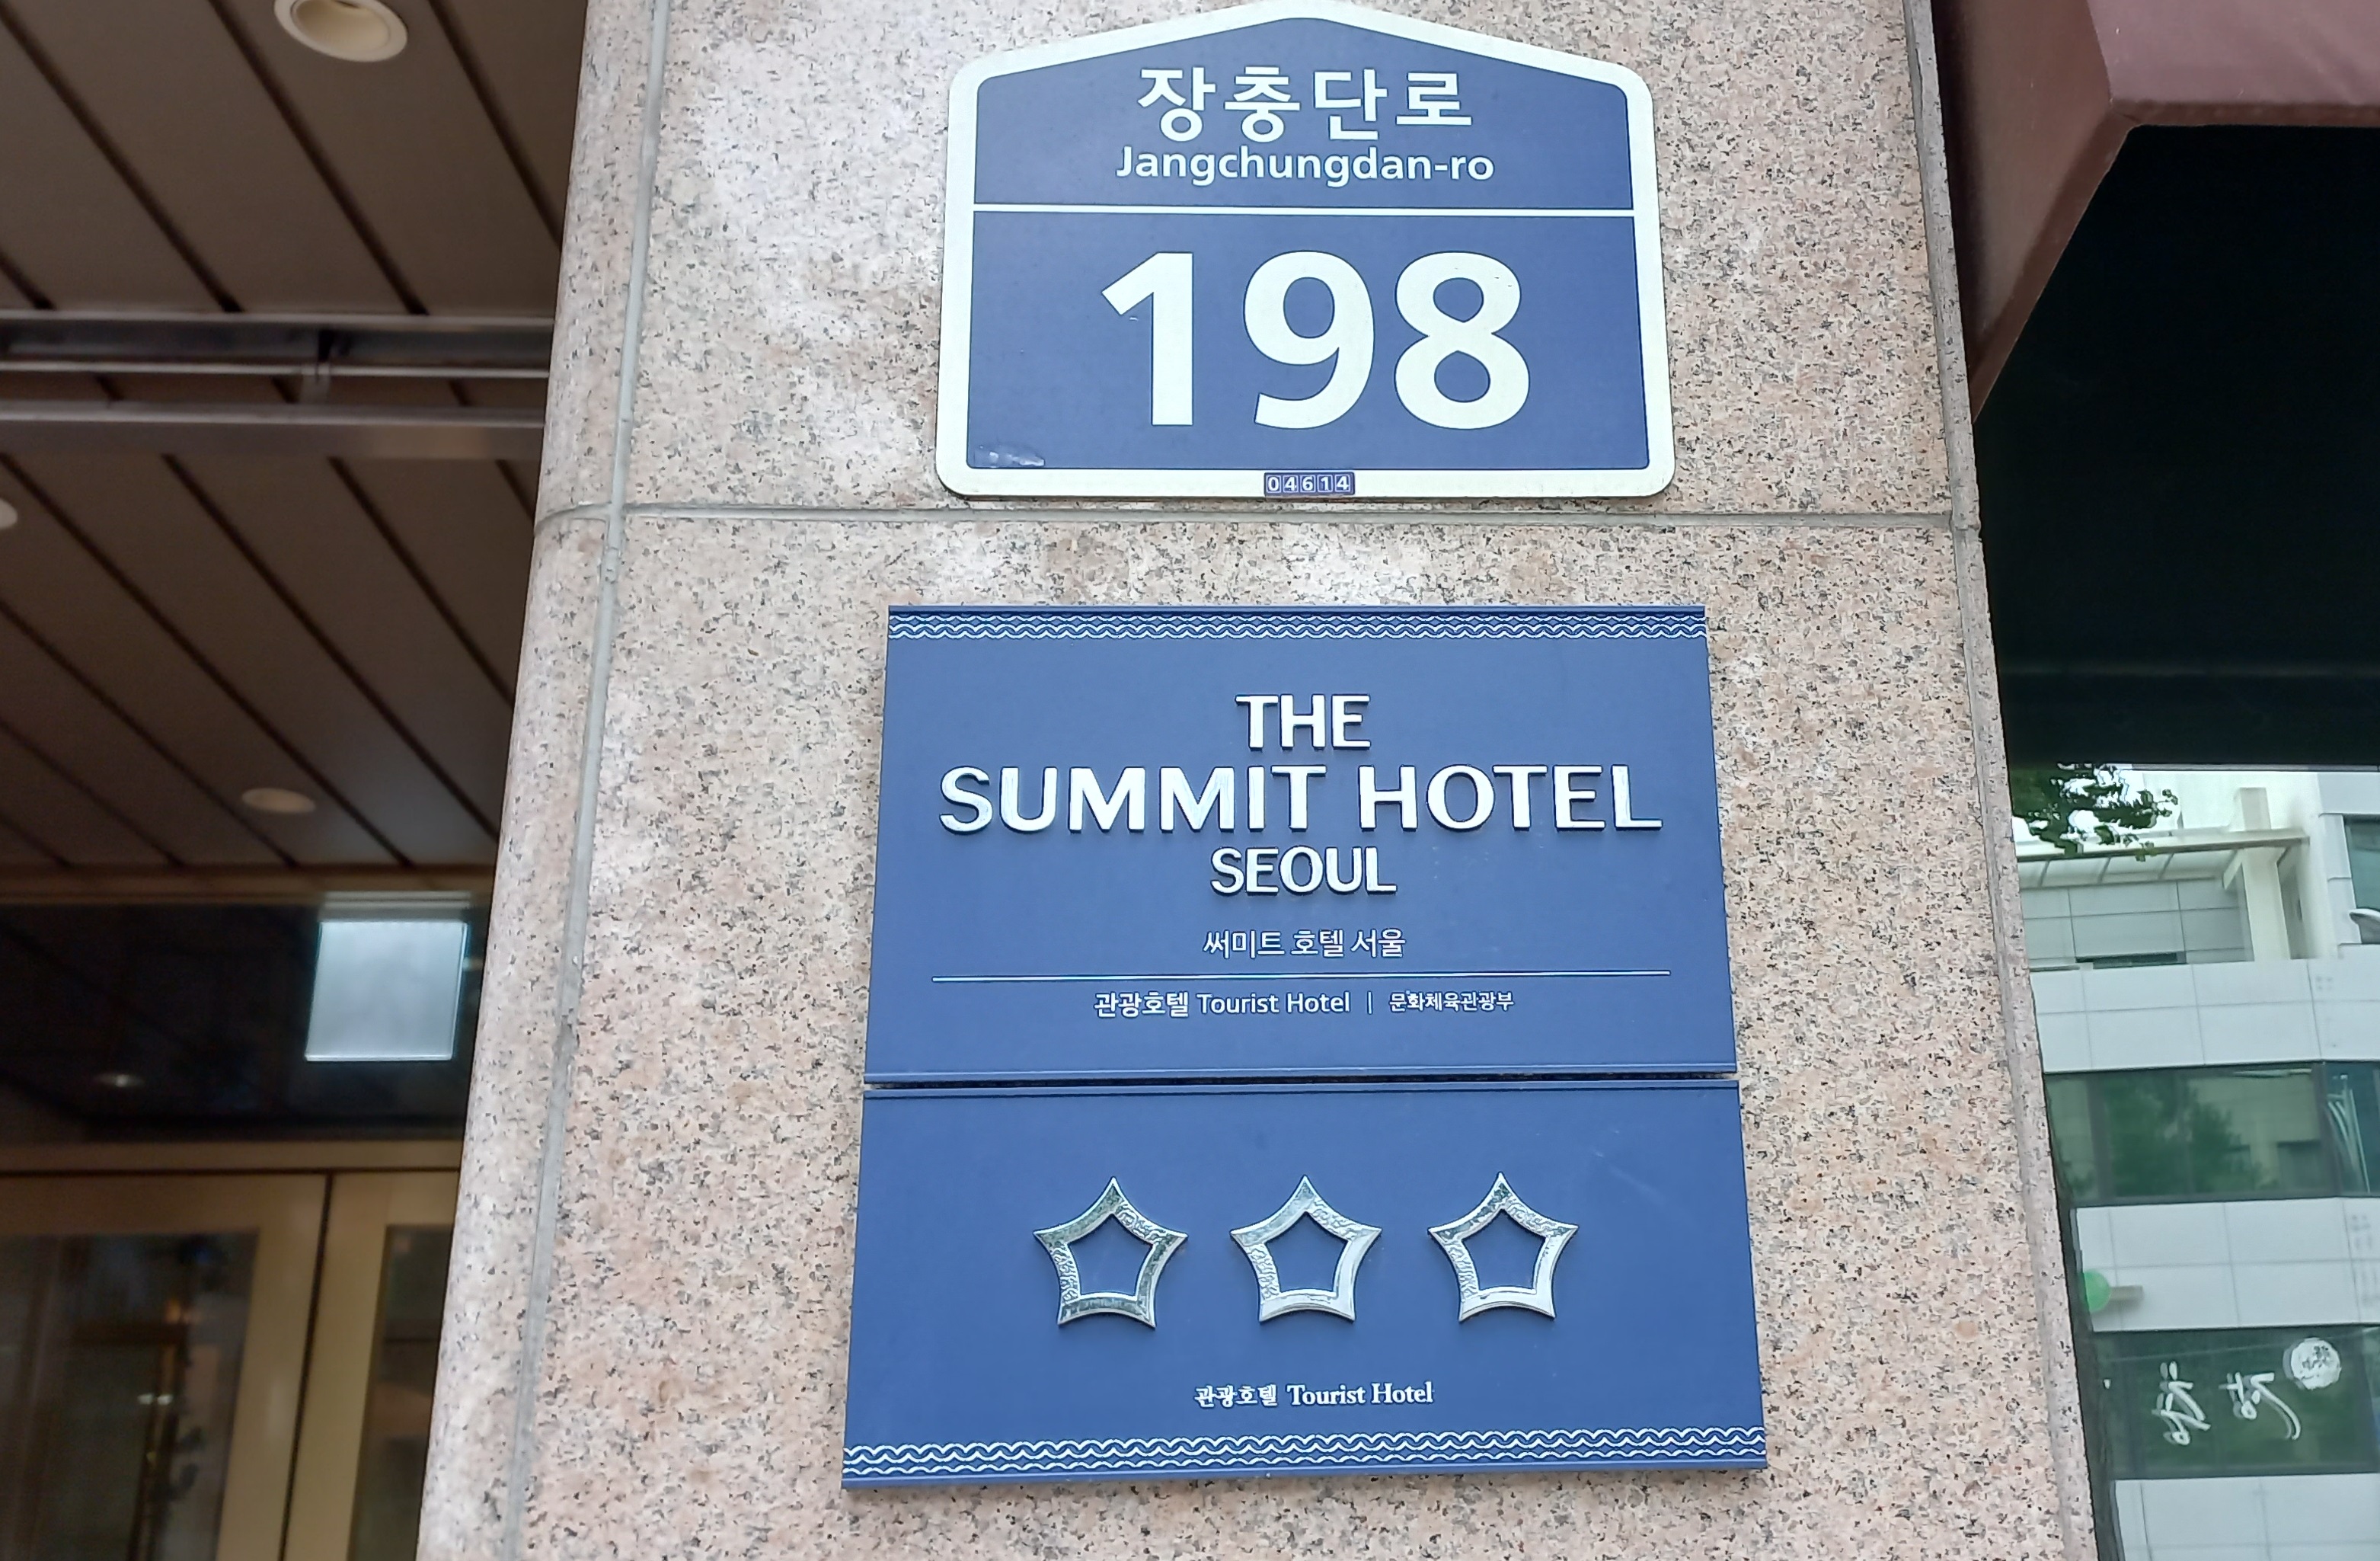 장충단로
Jangchungdan-ro
198
04614
THE
SUMMIT HOTEL
SEOUL
써미트 호텔 서울
관광호텔 Tourist Hotel | 문화체육관광부
관광호텔 Tourist Hotel